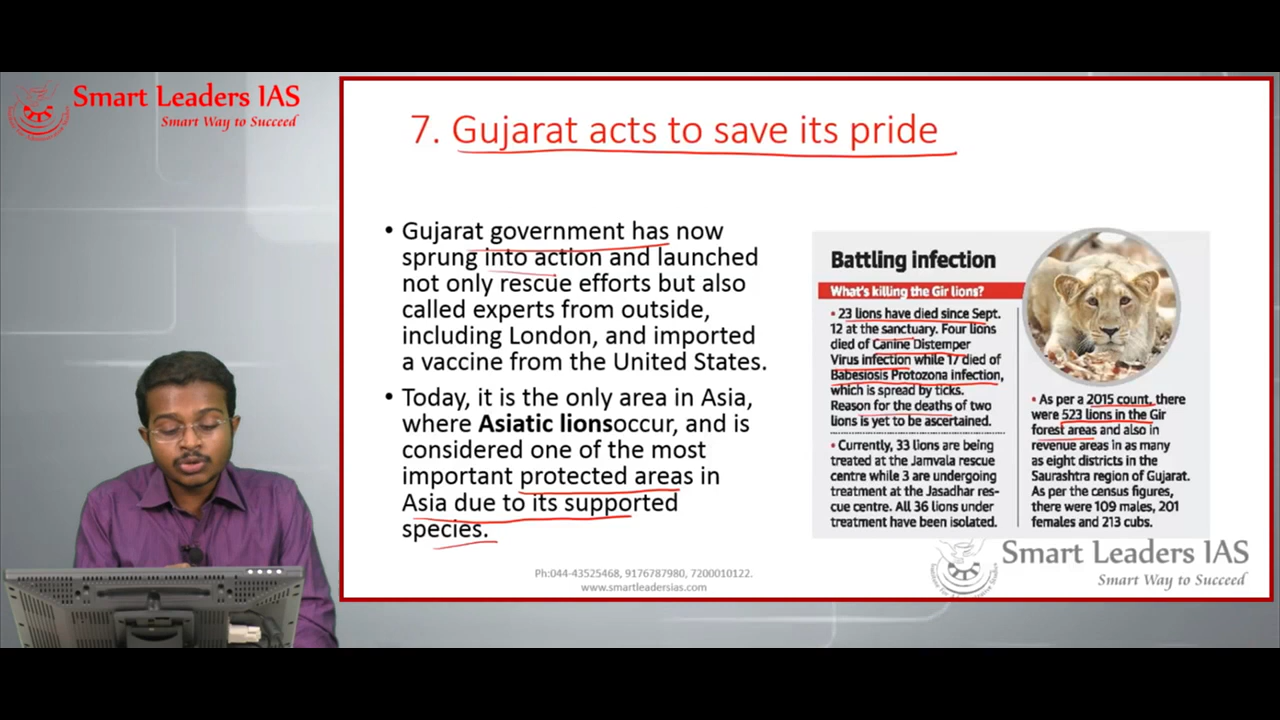 Smart Leaders IAS
Smart Way to Succeed
7. Gujarat acts to save its pride
• Gujarat government has now
sprung into action and launched
not only rescue efforts but also
called experts from outside,
including London, and imported
a vaccine from the United States.
• Today, it is the only area in Asia,
where Asiatic lionsoccur, and is
considered one of the most
important protected areas in
Asia due to its supported
species.
Battling infection
What's killing the Gir lions?
• 23 lions have died since Sept.
12 at the sanctuary. Four lions
died of Canine Distemper
Virus infection while 17 died of
Babesiosis Protozona infection,
which is spread by ticks.
Reason for the deaths of two
lions is yet to be ascertained.
• Currently, 33 lions are being
treated at the Jamvala rescue
centre while 3 are undergoing
treatment at the Jasadhar res-
cue centre. All 36 lions under
treatment have been isolated.
• As per a 2015 count, there
were 523 lions in the Gir
forest areas and also in
revenue areas in as many
as eight districts in the
Saurashtra region of Gujarat.
As per the census figures,
there were 109 males, 201
females and 213 cubs.
Smart Leaders IAS
Smart Way to Succeed
Ph:044-43525468, 9176787980, 7200010122.
www.smartleadersias.com